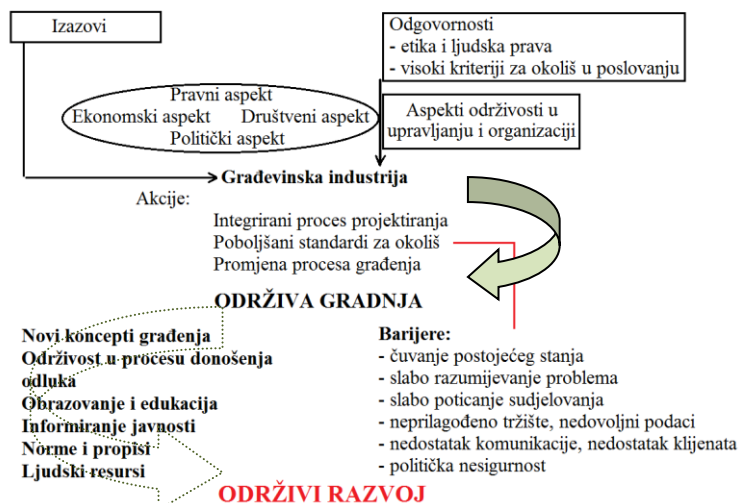 Izazovi
Odgovornosti
- etika i ljudska prava
- visoki kriteriji za okoliš u poslovanju
Pravni aspekt
Ekonomski aspekt Društveni aspekt
Politički aspekt
Aspekti održivosti u
upravljanju i organizaciji
Građevinska industrija
Akcije:
Integrirani proces projektiranja
Poboljšani standardi za okoliš
Promjena procesa građenja
ODRŽIVA GRADNJA
Novi koncepti građenja
Održivost u procesu donošenja
odluka
Obrazovanje i edukacija
Informiranje javnosti
Norme i propisi
Ljudski resursi
Barijere:
- čuvanje postojećeg stanja
- slabo razumijevanje problema
- slabo poticanje sudjelovanja
- neprilagođeno tržište, nedovoljni podaci
- nedostatak komunikacije, nedostatak klijenata
- politička nesigurnost
ODRŽIVI RAZVOJ